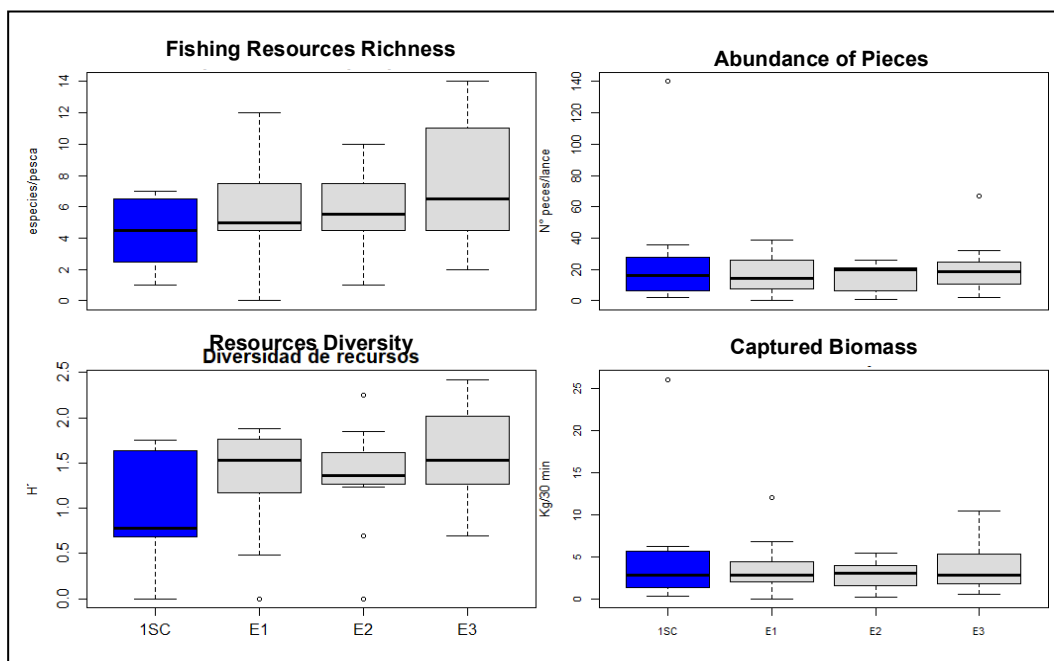 Fishing Resources Richness
especies/pesca
14
12
10
8
6
4
2
0
Abundance of Pieces
N° peces/lance
140
120
100
80
60
40
20
0
Resources Diversity
Diversidad de recursos
H'
2.5
2.0
1.5
1.0
0.5
0.0
1SC E1 E2 E3
Captured Biomass
Kg/30 min
25
20
15
10
5
0
1SC E1 E2 E3